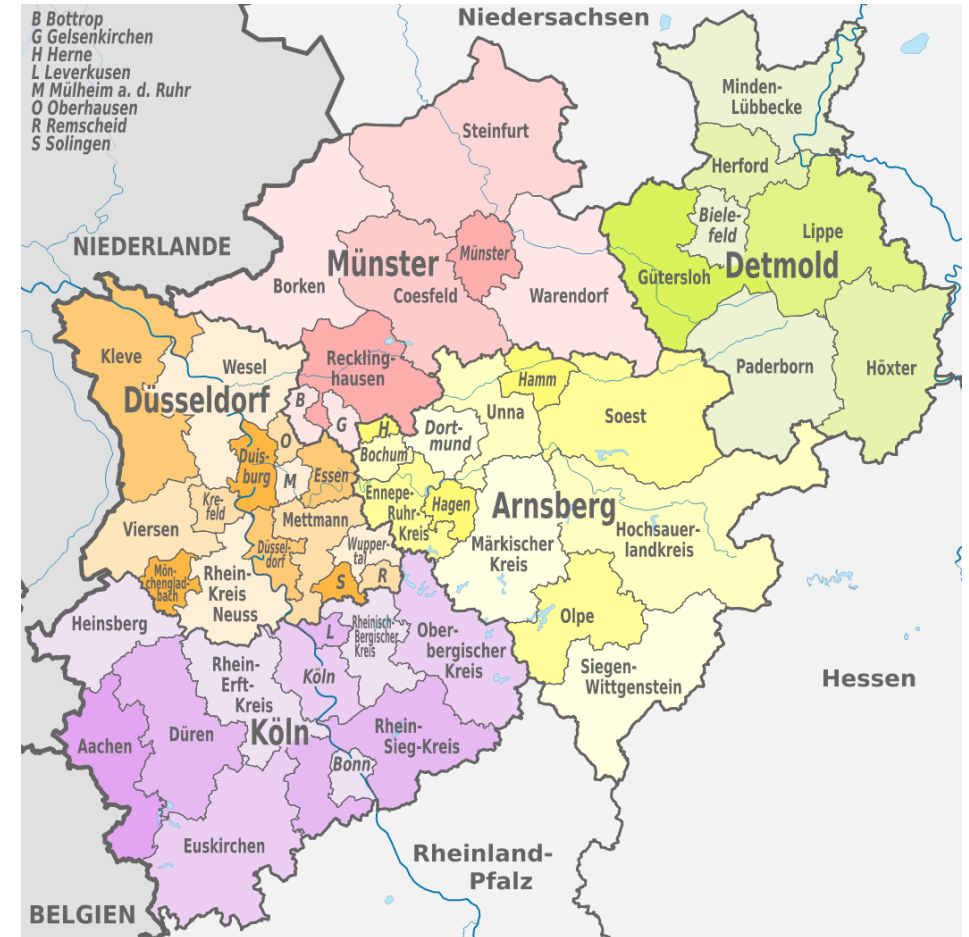 B Bottrop
G Gelsenkirchen
H Herne
L Leverkusen
M Mülheim a. d. Ruhr
O Oberhausen
R Remscheid
S Solingen
Niedersachsen
NIEDERLANDE
Minden-
Lübbecke
Steinfurt
Herford
Biele-
feld
Lippe
Münster
Münster
Detmold
Gütersloh
Borken
Coesfeld
Warendorf
Kleve
Wesel
Reckling-
hausen
Paderborn
Höxter
Hamm
Düsseldorf
B
G
H
Unna
Soest
Dort-
mund
O
Bochum
Duis-
burg
M
Essen
Kre-
feld
Ennepe-
Ruhr-
Kreis
Hagen
Arnsberg
Viersen
Mettmann
Hochsauer-
landkreis
Märkischer
Kreis
Düssel-
dorf
Wupper-
tal
Mön-
chenglad-
bach
Rhein-
Kreis
Neuss
S
R
Heinsberg
L
Rheinisch-
Bergischer
Kreis
Ober-
bergischer
Kreis
Olpe
Rhein-
Erft-
Kreis
Köln
Siegen-
Wittgenstein
Hessen
Aachen
Düren
Köln
Rhein-
Sieg-Kreis
Bonn
Euskirchen
Rheinland-
Pfalz
BELGIEN